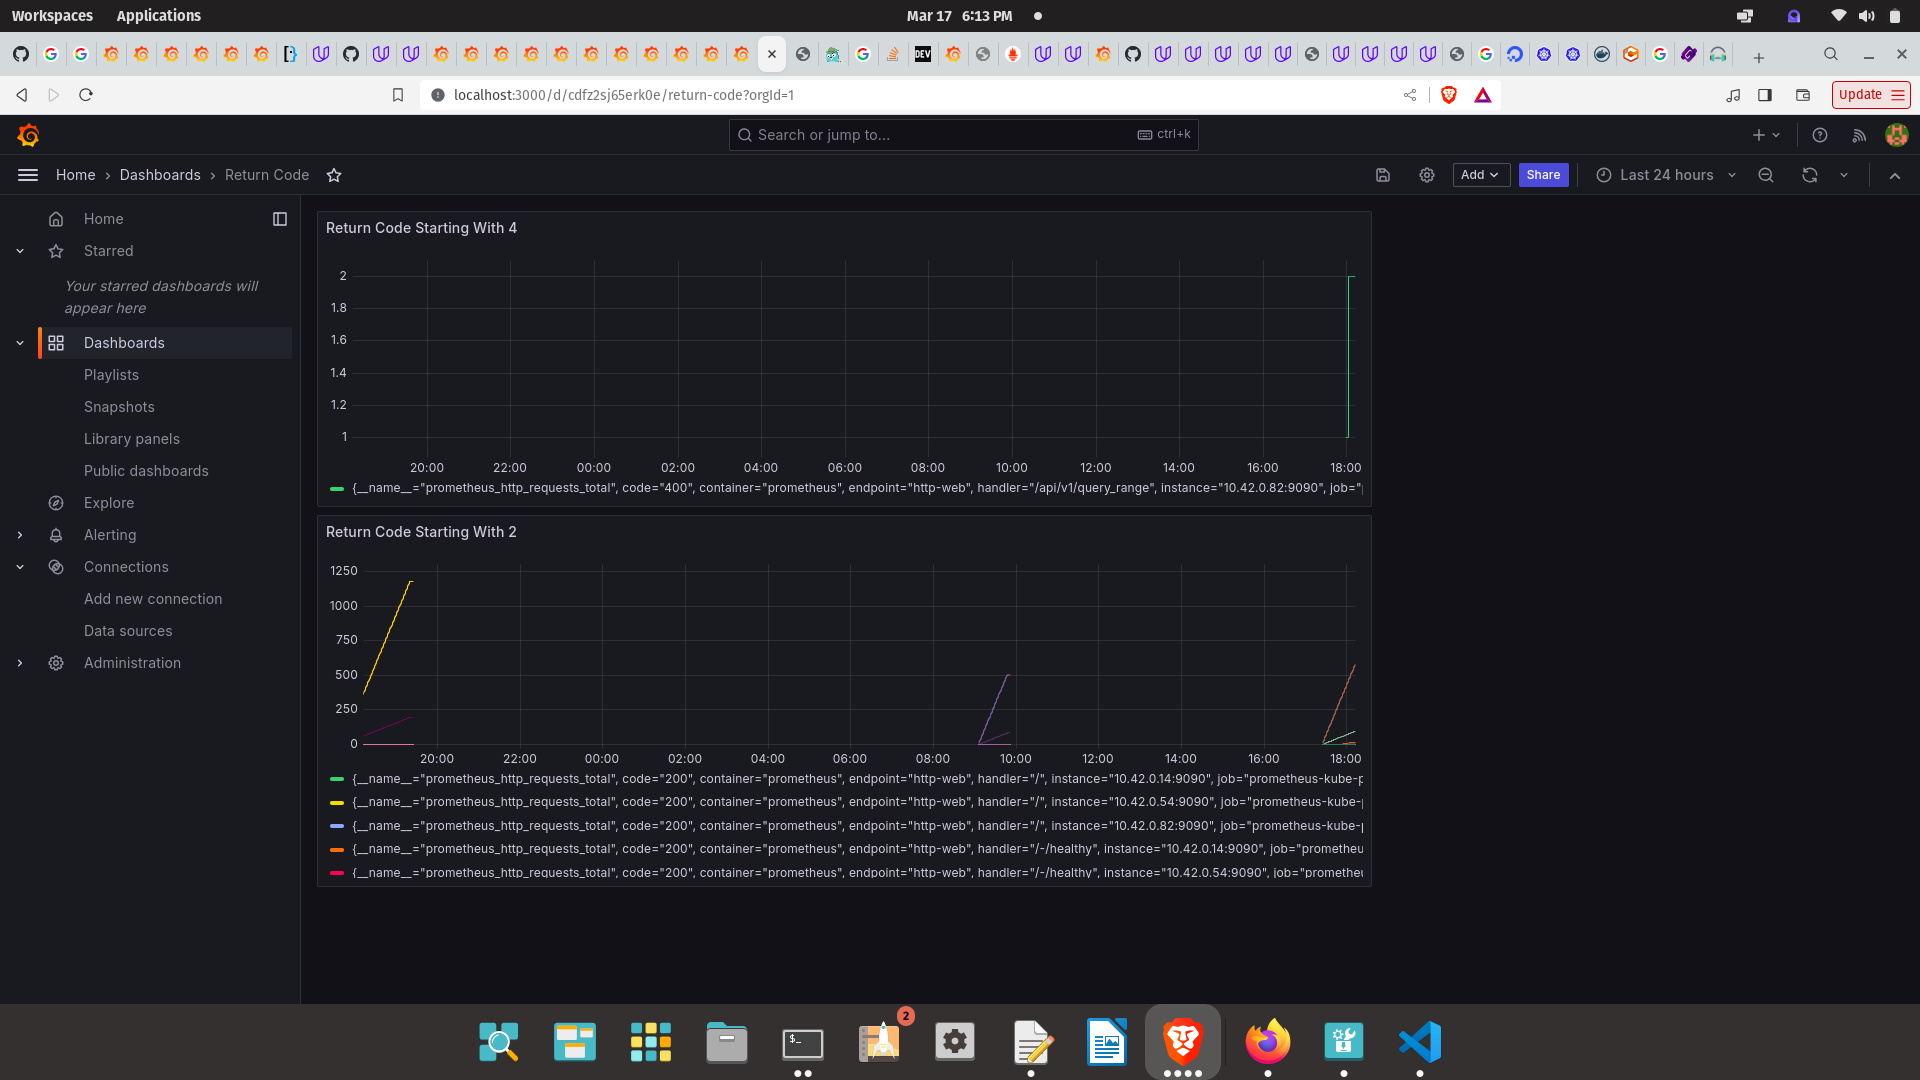 Workspaces Applications Mar 17 6:13 PM
DEV
localhost:3000/d/cdfz2sj65erk0e/return-code?orgId=1 Update
Search or jump to... ctrl+k
Home › Dashboards › Return Code Add Share Last 24 hours
Home
Starred
Your starred dashboards will
appear here
Dashboards
Playlists
Snapshots
Library panels
Public dashboards
Explore
Alerting
Connections
Add new connection
Data sources
Administration
Return Code Starting With 4
2
1.8
1.6
1.4
1.2
1
20:00 22:00 00:00 02:00 04:00 06:00 08:00 10:00 12:00 14:00 16:00 18:00
{__name__="prometheus_http_requests_total", code="400", container="prometheus", endpoint="http-web", handler="/api/v1/query_range", instance="10.42.0.82:9090", job="
Return Code Starting With 2
1250
1000
750
500
250
0
20:00 22:00 00:00 02:00 04:00 06:00 08:00 10:00 12:00 14:00 16:00 18:00
{__name__="prometheus_http_requests_total", code="200", container="prometheus", endpoint="http-web", handler="/", instance="10.42.0.14:9090", job="prometheus-kube-p
{__name__="prometheus_http_requests_total", code="200", container="prometheus", endpoint="http-web", handler="/", instance="10.42.0.54:9090", job="prometheus-kube-
{__name__="prometheus_http_requests_total", code="200", container="prometheus", endpoint="http-web", handler="/", instance="10.42.0.82:9090", job="prometheus-kube-
{__name__="prometheus_http_requests_total", code="200", container="prometheus", endpoint="http-web", handler="/-/healthy", instance="10.42.0.14:9090", job="prometheu
{__name__="prometheus_http_requests_total", code="200", container="prometheus", endpoint="http-web", handler="/-/healthy", instance="10.42.0.54:9090", job="prometheu
2
$_